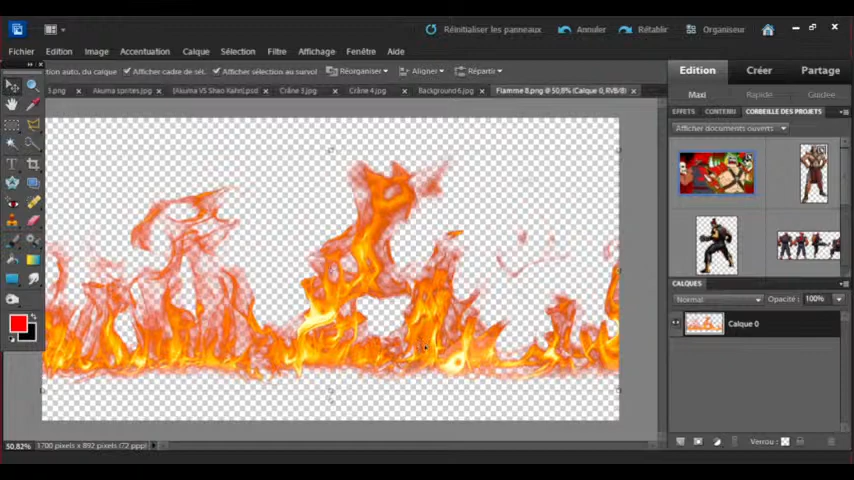 Réinitialiser les panneaux Annuler Rétablir Organiseur
Fichier Edition Image Accentuation Calque Sélection Filtre Affichage Fenêtre Aide
ion auto. du calque Afficher cadre de sél. Afficher sélection au survol Réorganiser Aligner Répartir
Edition Créer Partage
3.png Akuma sprites.jpg (Akuma VS Shao Kahn).psd Crâne 3.jpg Crâne 4.jpg Background 6.jpg Flamme 8.png @ 50,8% (Calque 0, RVB/8)
Maxi Rapide Guidée
EFFETS CONTENU CORBEILLE DES PROJETS
Afficher documents ouverts
CALQUES
Normal Opacité : 100%
Calque 0
Verrou :
50.82% 1700 pixels x 892 pixels (72 ppp)